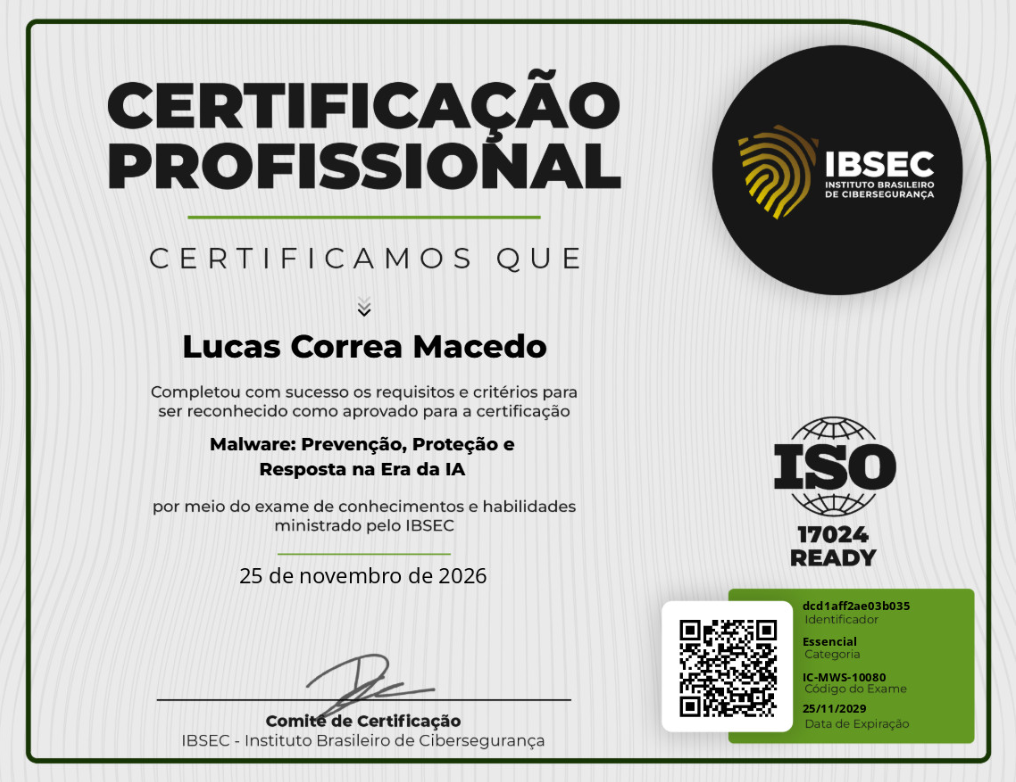 CERTIFICAÇÃO
PROFISSIONAL
CERTIFICAMOS QUE
Lucas Correa Macedo
Completou com sucesso os requisitos e critérios para
ser reconhecido como aprovado para a certificação
Malware: Prevenção, Proteção e
Resposta na Era da IA
por meio do exame de conhecimentos e habilidades
ministrado pelo IBSEC
25 de novembro de 2026
Comitê de Certificação
IBSEC - Instituto Brasileiro de Cibersegurança
IBSEC
INSTITUTO BRASILEIRO
DE CIBERSEGURANÇA
ISO
17024
READY
dcd1aff2ae03b035
Identificador
Essencial
Categoria
IC-MWS-10080
Código do Exame
25/11/2029
Data de Expiração